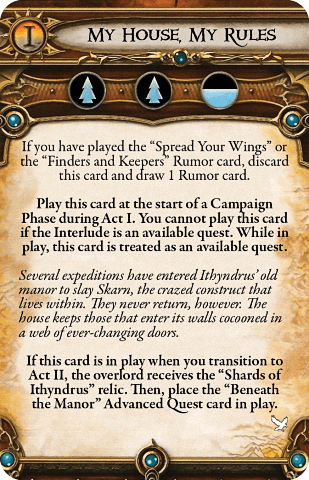 I
My House, My Rules
If you have played the “Spread Your Wings” or
the “Finders and Keepers” Rumor card, discard
this card and draw 1 Rumor card.
Play this card at the start of a Campaign
Phase during Act I. You cannot play this card
if the Interlude is an available quest. While in
play, this card is treated as an available quest.
Several expeditions have entered Ithyndrus’ old
manor to slay Skarn, the crazed construct that
lives within. They never return, however. The
house keeps those that enter its walls cocooned in
a web of ever-changing doors.
If this card is in play when you transition to
Act II, the overlord receives the “Shards of
Ithyndrus” relic. Then, place the “Beneath
the Manor” Advanced Quest card in play.